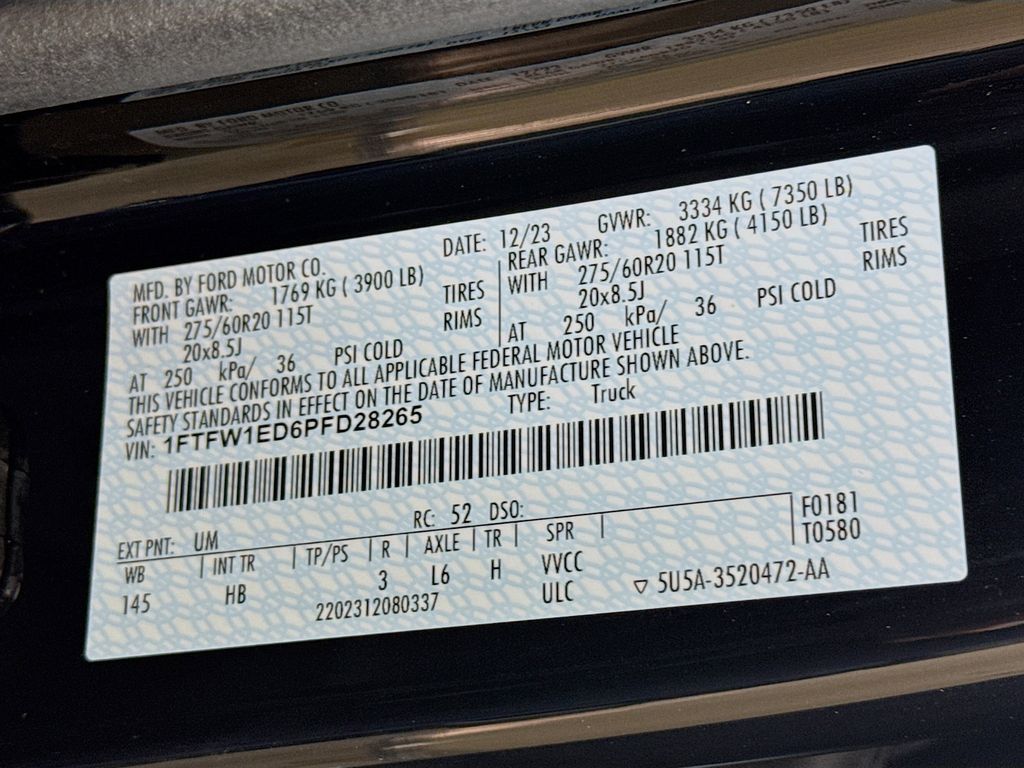 MFD. BY FORD MOTOR CO.
DATE: 12/23 GVWR: 3334 KG ( 7350 LB)
FRONT GAWR: 1769 KG ( 3900 LB)
WITH 275/60R20 115T TIRES
20x8.5J RIMS
AT 250 kPa/ 36 PSI COLD
REAR GAWR: 1882 KG ( 4150 LB)
WITH 275/60R20 115T TIRES
20x8.5J RIMS
AT 250 kPa/ 36 PSI COLD
THIS VEHICLE CONFORMS TO ALL APPLICABLE FEDERAL MOTOR VEHICLE
SAFETY STANDARDS IN EFFECT ON THE DATE OF MANUFACTURE SHOWN ABOVE.
VIN: 1FTFW1ED6PFD28265 TYPE: Truck
EXT PNT: UM RC: 52 DSO:
WB INT TR TP/PS R AXLE TR SPR F0181
T0580
145 HB 3 L6 H VVCC
2202312080337 ULC ▽ 5U5A-3520472-AA